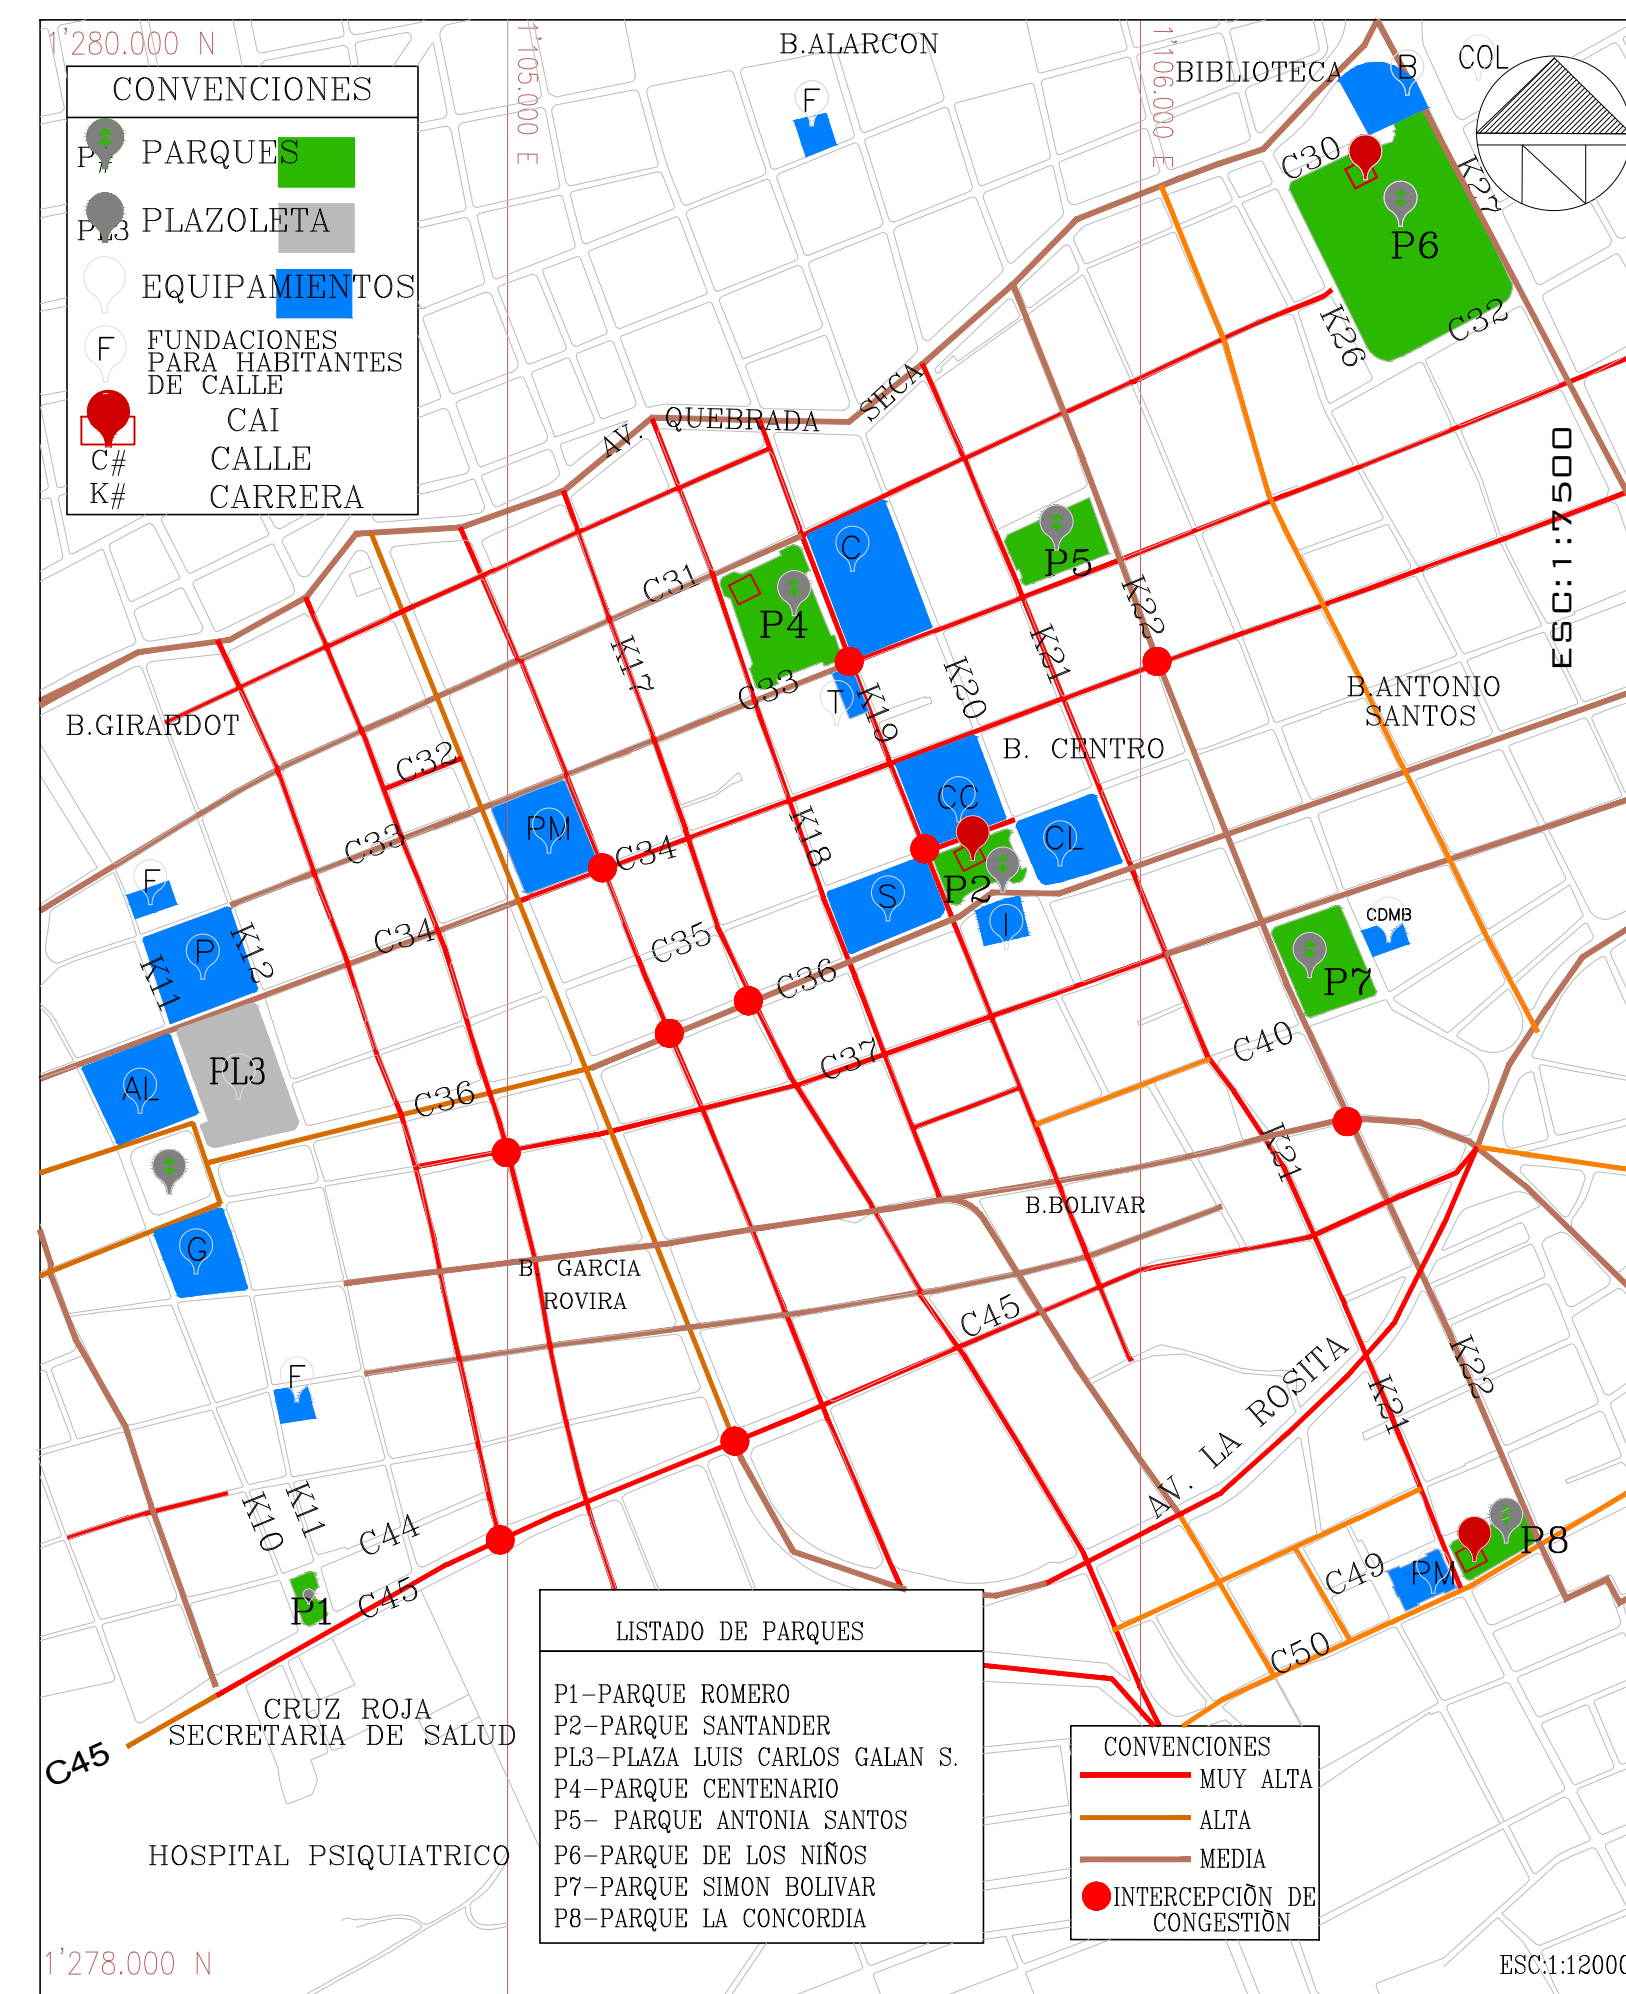 1'280.000 N
1'105.000 E
1'106.000 E
B.ALARCON
BIBLIOTECA
B
COL
CONVENCIONES
P#
PARQUES
PL3
PLAZOLETA
EQUIPAMIENTOS
F
FUNDACIONES
PARA HABITANTES
DE CALLE
CAI
C#
CALLE
K#
CARRERA
F
C30
K27
P6
C32
K26
AV. QUEBRADA SECA
ESC:1:7500
C31
C
P5
P4
K17
K22
K21
C33
T
K19
K20
B.GIRARDOT
B.ANTONIO
SANTOS
B. CENTRO
C32
CC
PM
K18
C34
CL
C33
F
S
P2
I
CDMB
P
K12
C34
C35
K11
C36
P7
C40
PL3
AL
C37
C36
K21
B.BOLIVAR
G
B. GARCIA
ROVIRA
C45
AV. LA ROSITA
K22
K21
F
K10
K11
C44
C45
P1
C49
PM
P8
C50
LISTADO DE PARQUES
P1-PARQUE ROMERO
P2-PARQUE SANTANDER
PL3-PLAZA LUIS CARLOS GALAN S.
P4-PARQUE CENTENARIO
P5- PARQUE ANTONIA SANTOS
P6-PARQUE DE LOS NIÑOS
P7-PARQUE SIMON BOLIVAR
P8-PARQUE LA CONCORDIA
CRUZ ROJA
SECRETARIA DE SALUD
C45
HOSPITAL PSIQUIATRICO
CONVENCIONES
MUY ALTA
ALTA
MEDIA
INTERCEPCIÒN DE
CONGESTIÒN
1'278.000 N
ESC:1:12000